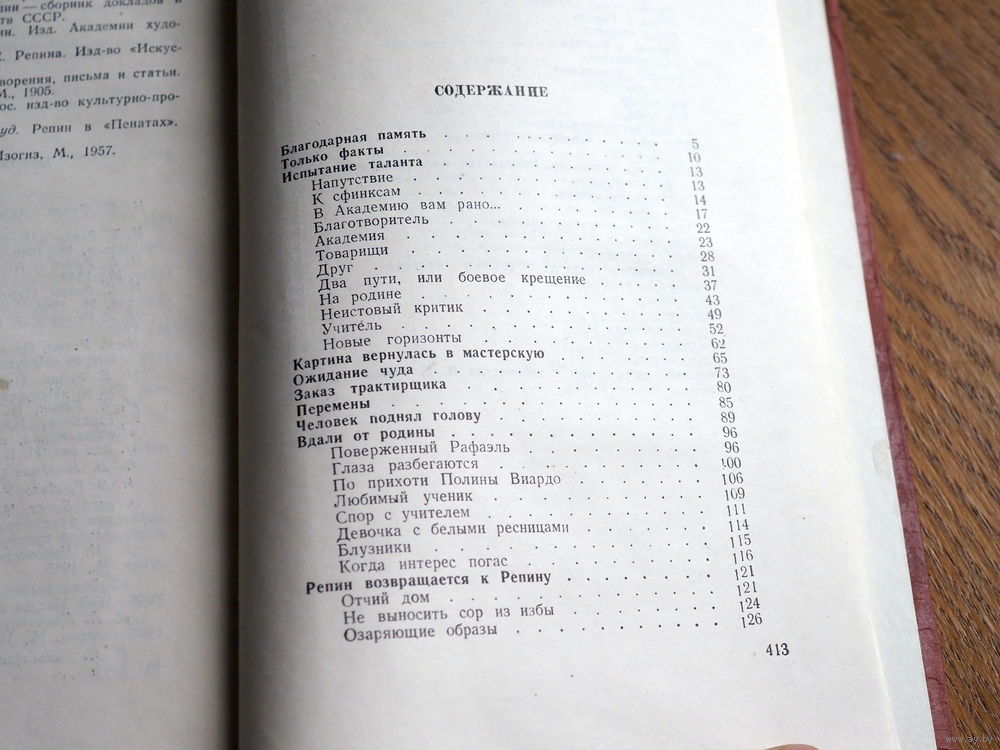 сборник докладов и
тв СССР.
Изд. Академии худо-
Репина. Изд-во «Искус-
ворения, письма и статьи.
М., 1905.
ос. изд-во культурно-про-
уд. Репин в «Пенатах».
Изогиз, М., 1957.
СОДЕРЖАНИЕ
Благодарная память . . . . . . . . . . 5
Только факты . . . . . . . . . . 10
Испытание таланта . . . . . . . . . . 13
Напутствие . . . . . . . . . . 13
К сфинксам . . . . . . . . . . 14
В Академию вам рано... . . . . . . . . 17
Благотворитель . . . . . . . . . . 22
Академия . . . . . . . . . . 23
Товарищи . . . . . . . . . . 28
Друг . . . . . . . . . . 31
Два пути, или боевое крещение . . . . . 37
На родине . . . . . . . . . . 43
Неистовый критик . . . . . . . . . 49
Учитель . . . . . . . . . . 52
Новые горизонты . . . . . . . . . 62
Картина вернулась в мастерскую . . . . . . 65
Ожидание чуда . . . . . . . . . . 73
Заказ трактирщика . . . . . . . . . 80
Перемены . . . . . . . . . . 85
Человек поднял голову . . . . . . . . 89
Вдали от родины . . . . . . . . . . 96
Поверженный Рафаэль . . . . . . . . 96
Глаза разбегаются . . . . . . . . . 100
По прихоти Полины Виардо . . . . . . 106
Любимый ученик . . . . . . . . . 109
Спор с учителем . . . . . . . . . 111
Девочка с белыми ресницами . . . . . 114
Блузники . . . . . . . . . . 115
Когда интерес погас . . . . . . . . 116
Репин возвращается к Репину . . . . . . 121
Отчий дом . . . . . . . . . . 121
Не выносить сор из избы . . . . . . 124
Озаряющие образы . . . . . . . . . 126
413
www.ay.by